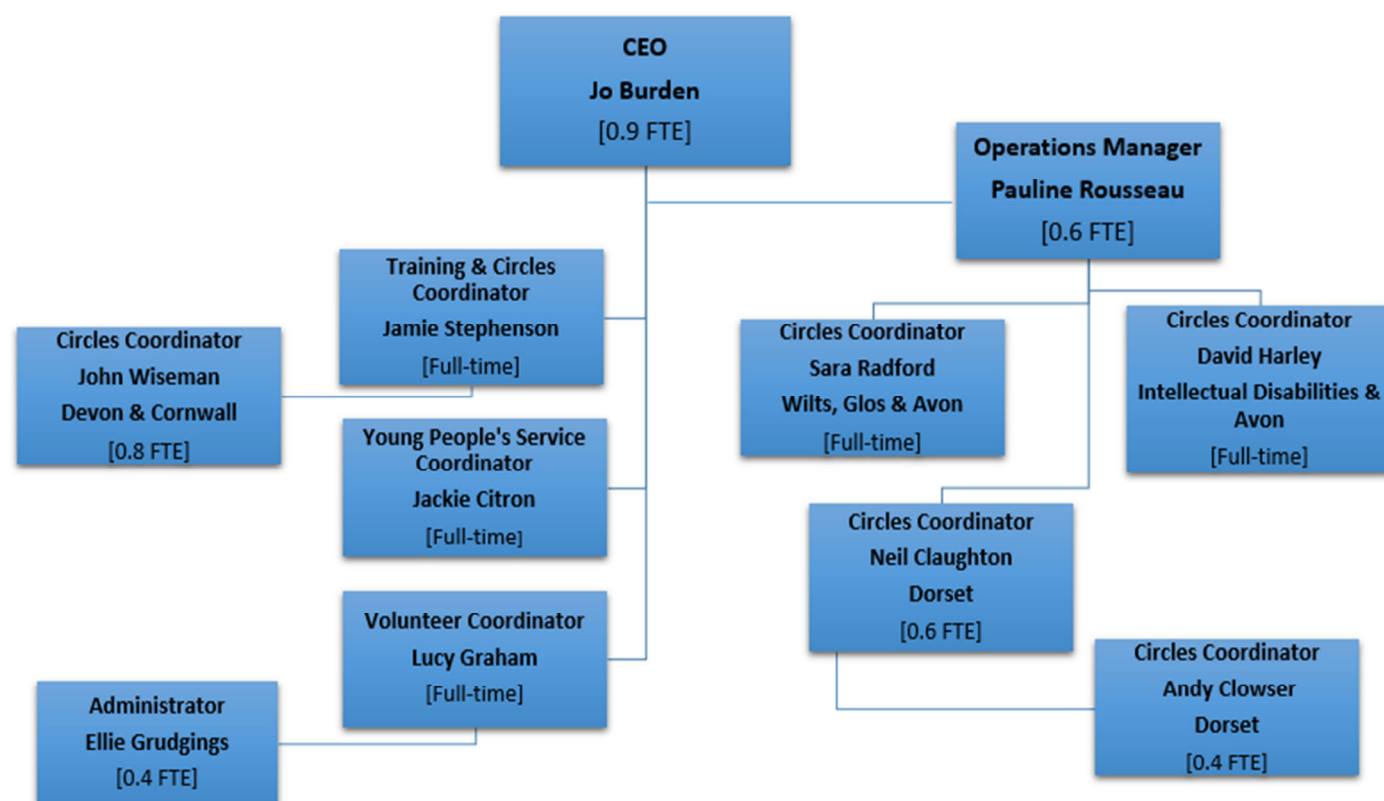 CEO
Jo Burden
[0.9 FTE]
Operations Manager
Pauline Rousseau
[0.6 FTE]
Training & Circles
Coordinator
Jamie Stephenson
[Full-time]
Circles Coordinator
John Wiseman
Devon & Cornwall
[0.8 FTE]
Circles Coordinator
Sara Radford
Wilts, Glos & Avon
[Full-time]
Circles Coordinator
David Harley
Intellectual Disabilities &
Avon
[Full-time]
Young People's Service
Coordinator
Jackie Citron
[Full-time]
Circles Coordinator
Neil Claughton
Dorset
[0.6 FTE]
Volunteer Coordinator
Lucy Graham
[Full-time]
Circles Coordinator
Andy Clowser
Dorset
[0.4 FTE]
Administrator
Ellie Grudgings
[0.4 FTE]